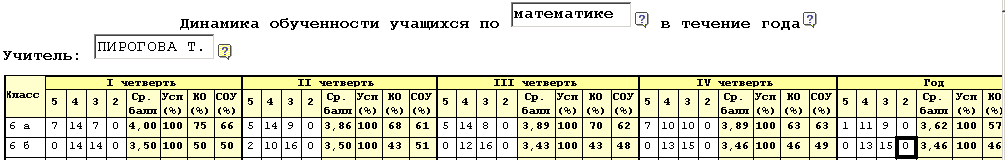 Динамика обученности учащихся по математике ? в течение года ?
Учитель: ПИРОГОВА Т. ?
Класс I четверть II четверть III четверть IV четверть Год
5 4 3 2 Ср. балл Усп (%) КО (%) СОУ (%) 5 4 3 2 Ср. балл Усп (%) КО (%) СОУ (%) 5 4 3 2 Ср. балл Усп (%) КО (%) СОУ (%) 5 4 3 2 Ср. балл Усп (%) КО (%) СОУ (%) 5 4 3 2 Ср. балл Усп (%) КО (%)
6 а 7 14 7 0 4,00 100 75 66 5 14 9 0 3,86 100 68 61 5 14 8 0 3,89 100 70 62 7 10 10 0 3,89 100 63 63 1 11 9 0 3,62 100 57
6 б 0 14 14 0 3,50 100 50 50 2 10 16 0 3,50 100 43 51 0 12 16 0 3,43 100 43 48 0 13 15 0 3,46 100 46 49 0 13 15 0 3,46 100 46